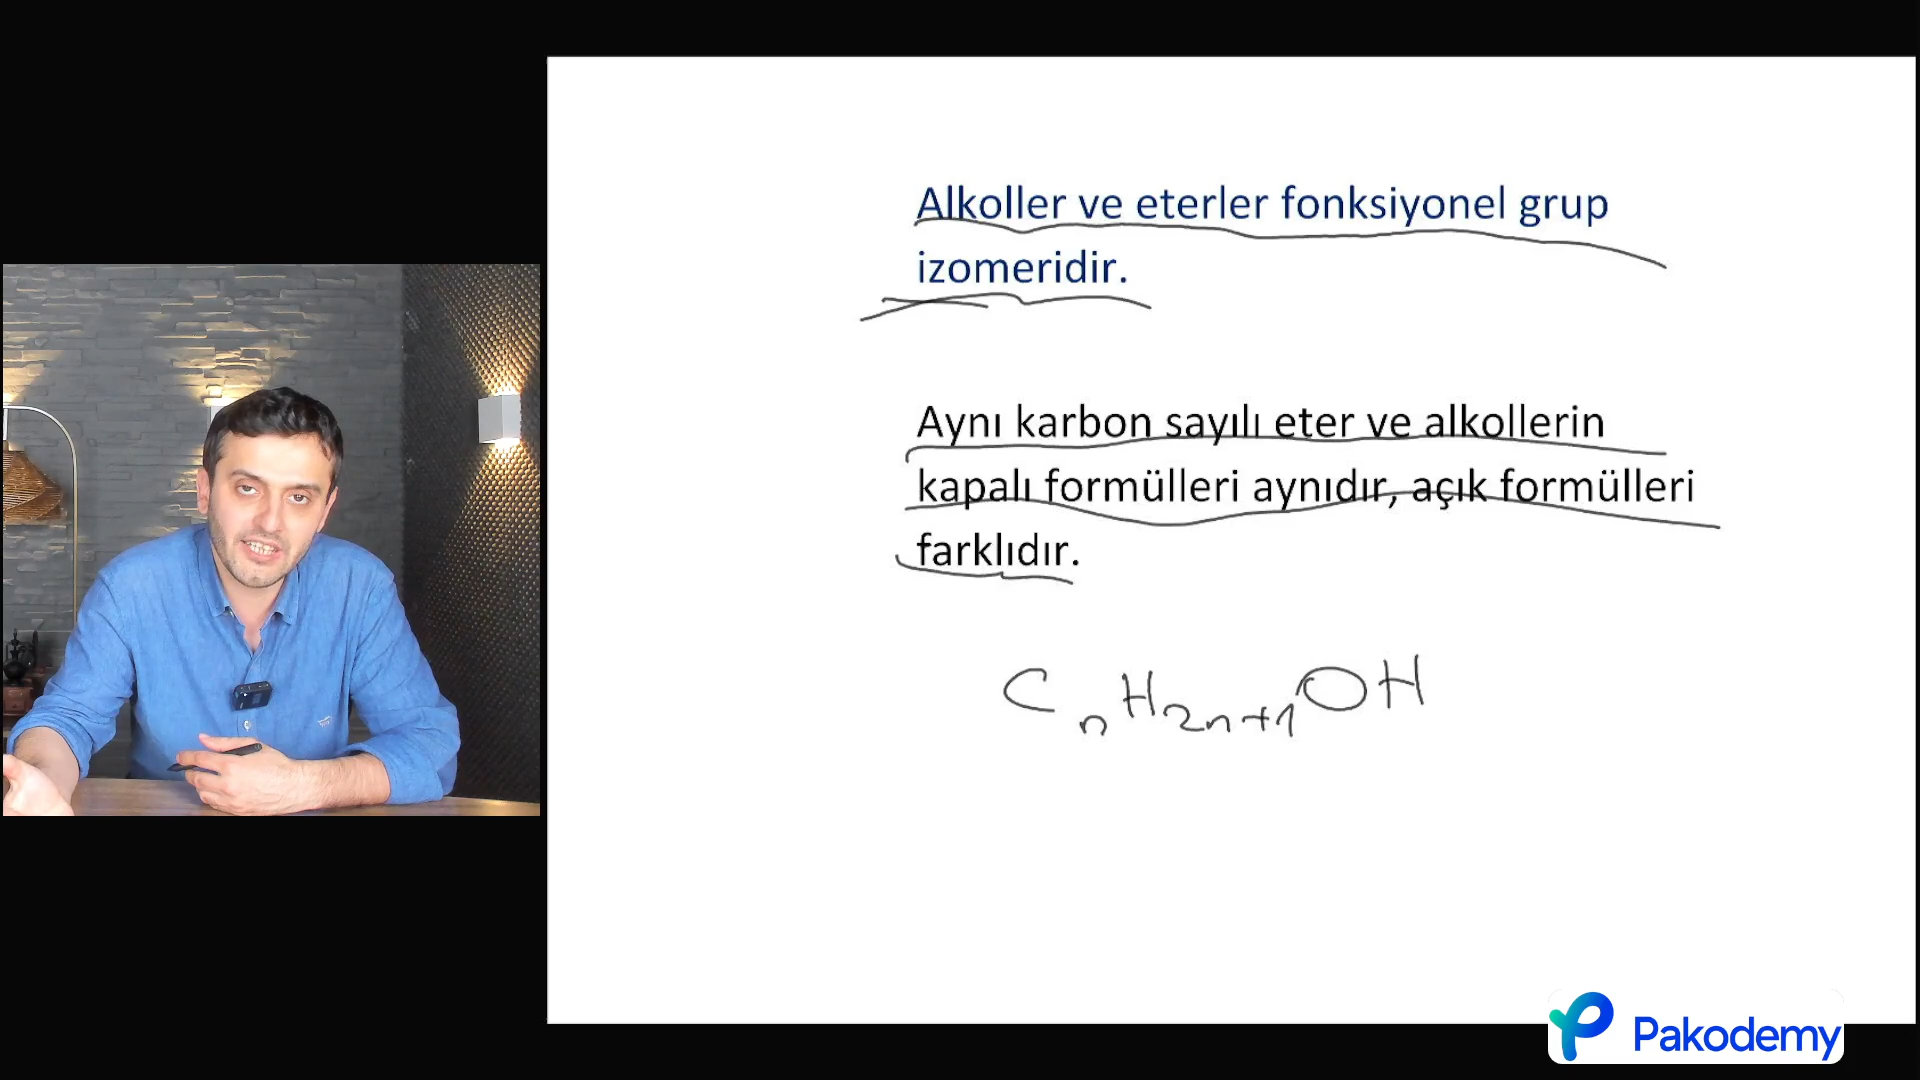 Alkoller ve eterler fonksiyonel grup
izomeridir.
Aynı karbon sayılı eter ve alkollerin
kapalı formülleri aynıdır, açık formülleri
farklıdır.
CnH2n+1OH
Pakodemy